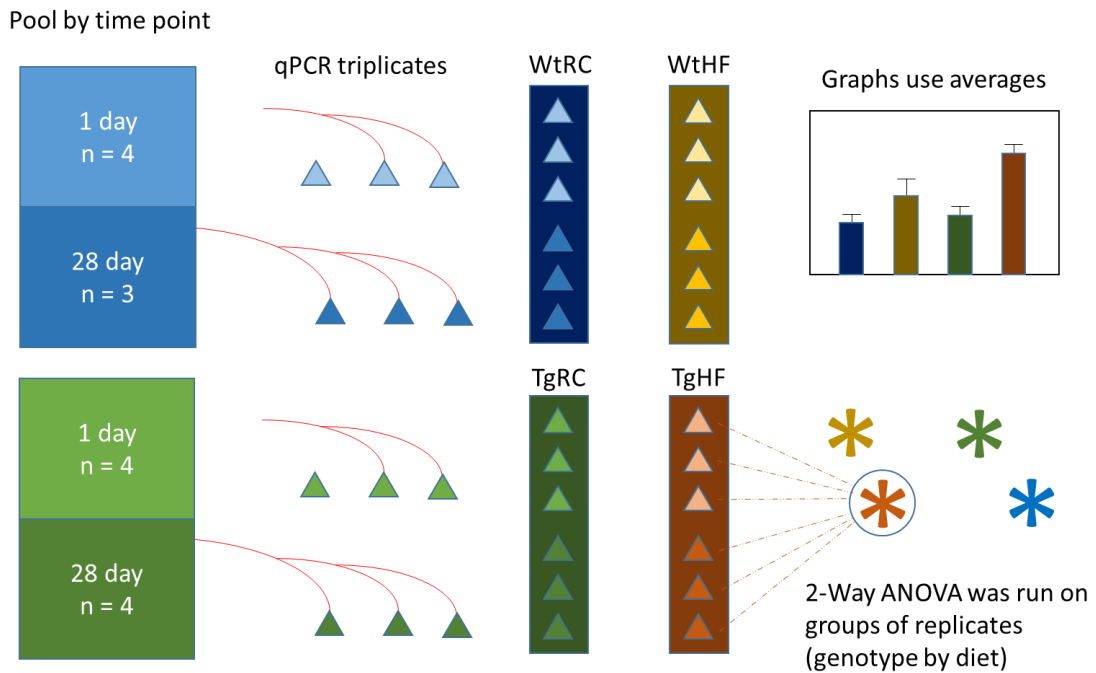 Pool by time point
qPCR triplicates
WtRC
WtHF
Graphs use averages
1 day
n = 4
28 day
n = 3
TgRC
TgHF
1 day
n = 4
28 day
n = 4
2-Way ANOVA was run on
groups of replicates
(genotype by diet)